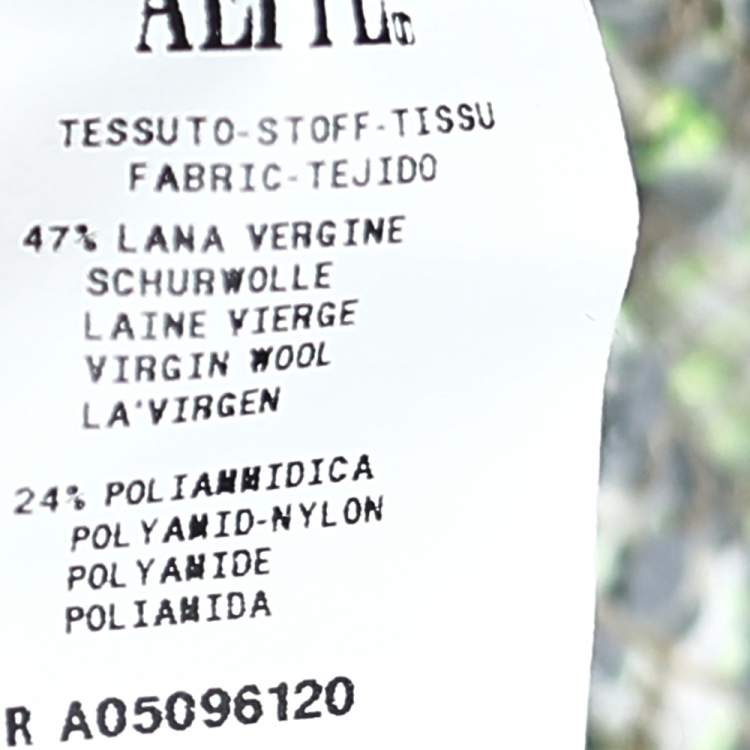 TESSUTO-STOFF-TISSU
FABRIC-TEJIDO
47% LANA VERGINE
SCHURWOLLE
LAINE VIERGE
VIRGIN WOOL
LA'VIRGEN
24% POLIAMMIDICA
POLYAMID-NYLON
POLYAMIDE
POLIAMIDA
R A05096120